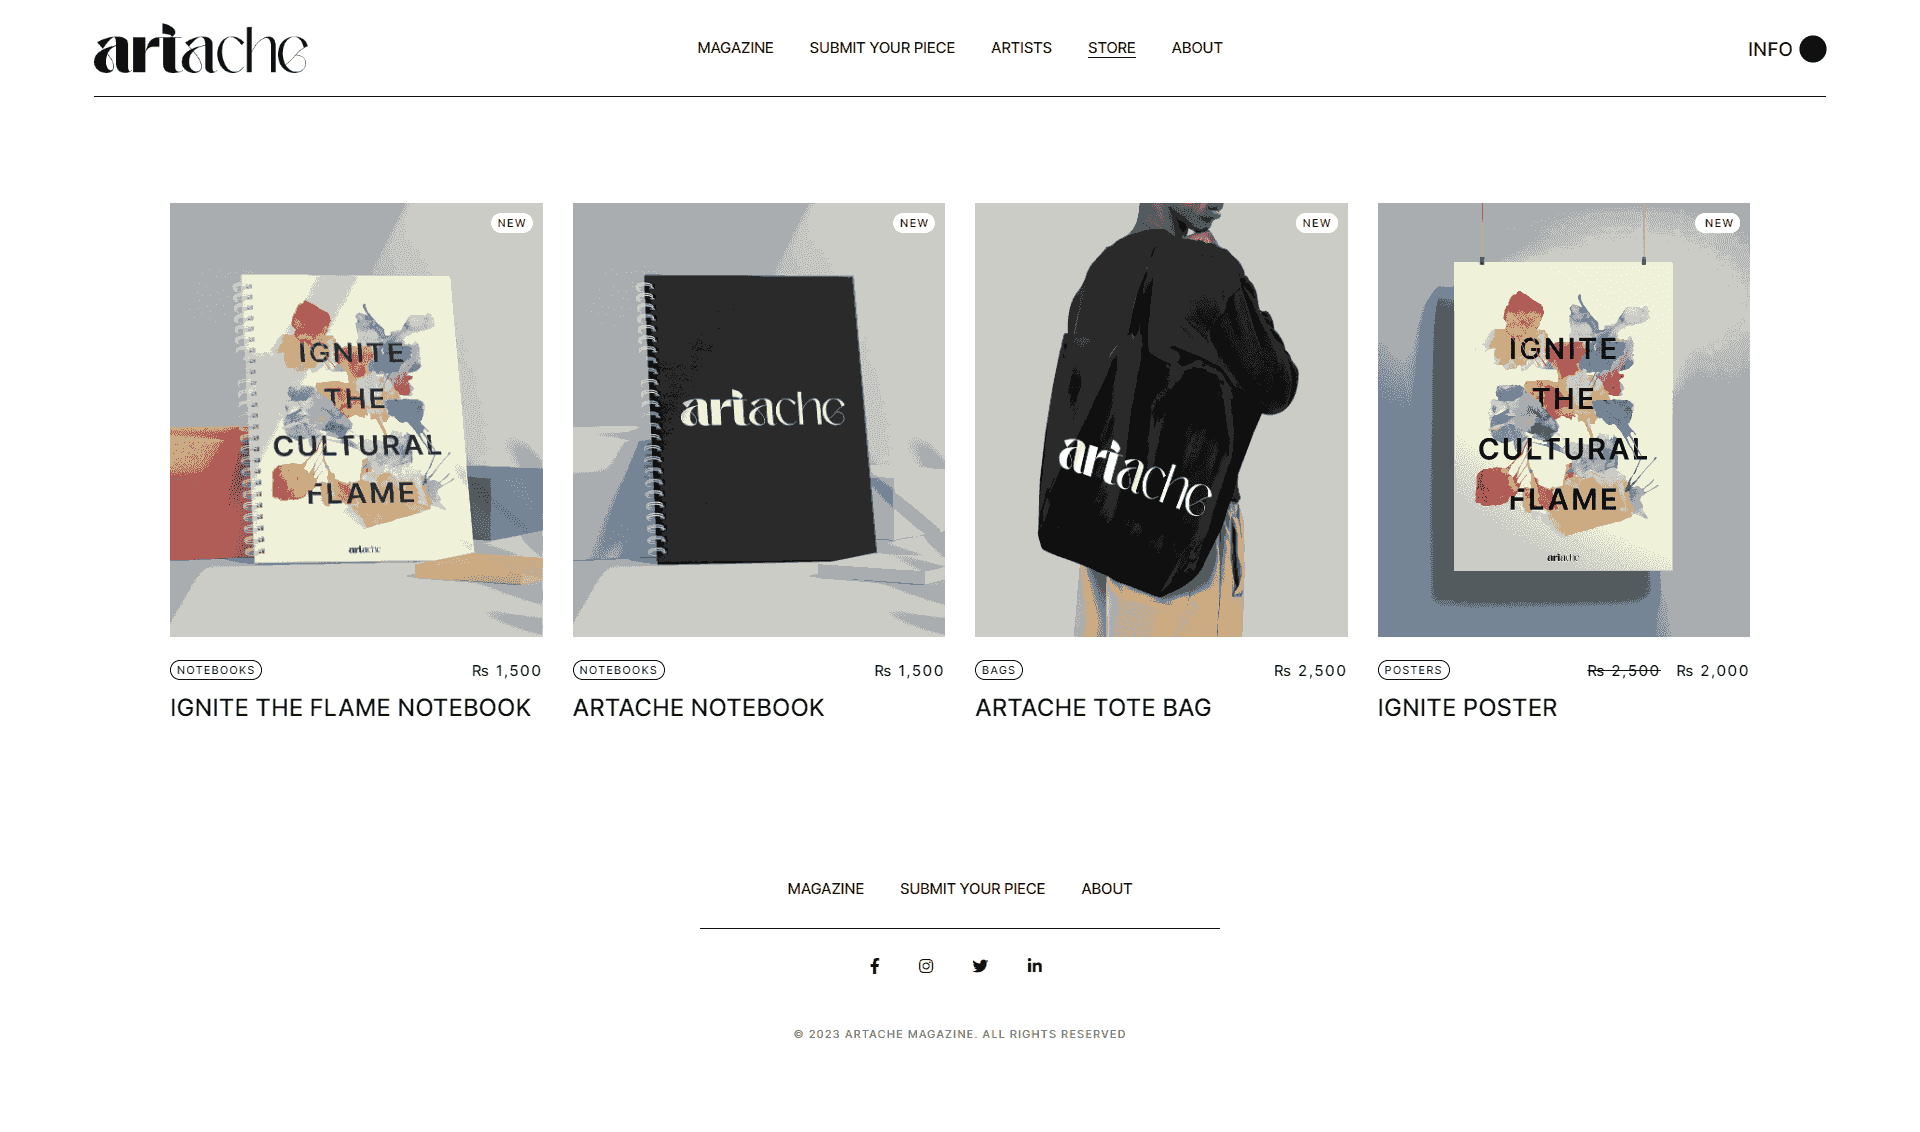 artache
MAGAZINE SUBMIT YOUR PIECE ARTISTS STORE ABOUT
INFO
NEW
IGNITE
THE
CULTURAL
FLAME
artache
NEW
artache
NEW
artache
NEW
IGNITE
THE
CULTURAL
FLAME
artache
NOTEBOOKS ₨ 1,500
IGNITE THE FLAME NOTEBOOK
NOTEBOOKS ₨ 1,500
ARTACHE NOTEBOOK
BAGS ₨ 2,500
ARTACHE TOTE BAG
POSTERS ₨ 2,500 ₨ 2,000
IGNITE POSTER
MAGAZINE SUBMIT YOUR PIECE ABOUT
© 2023 ARTACHE MAGAZINE. ALL RIGHTS RESERVED